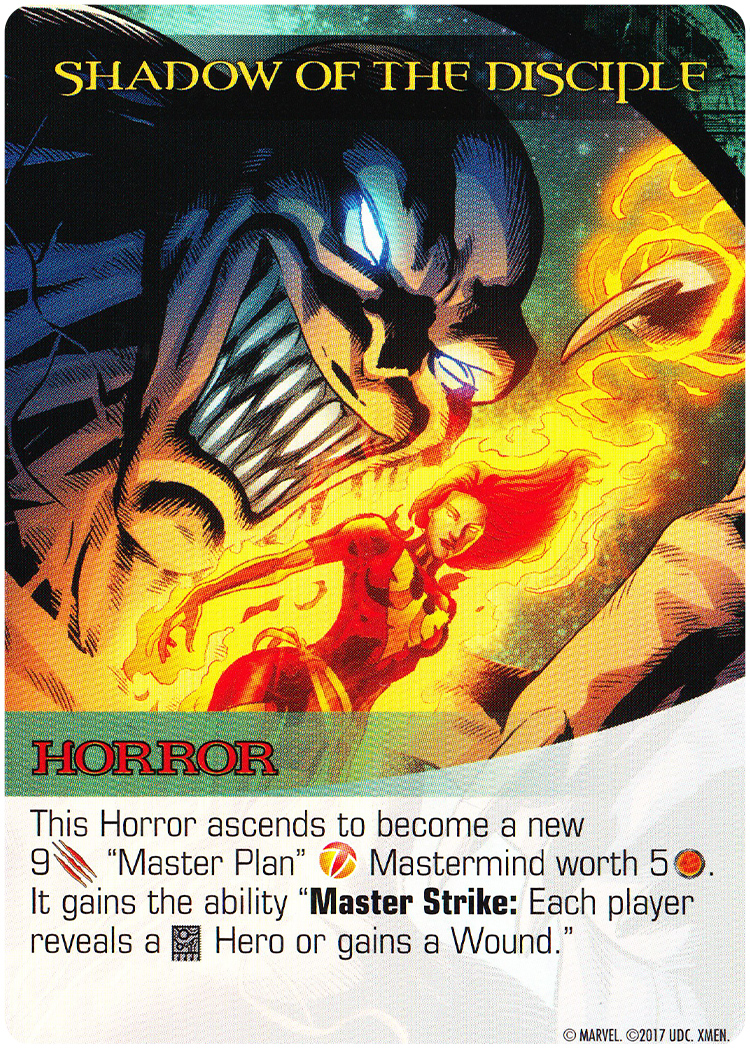 SHADOW OF THE DISCIPLE
HORROR
This Horror ascends to become a new
9 “Master Plan” Mastermind worth 5.
It gains the ability “Master Strike: Each player
reveals a Hero or gains a Wound.”
© MARVEL. ©2017 UDC. XMEN.